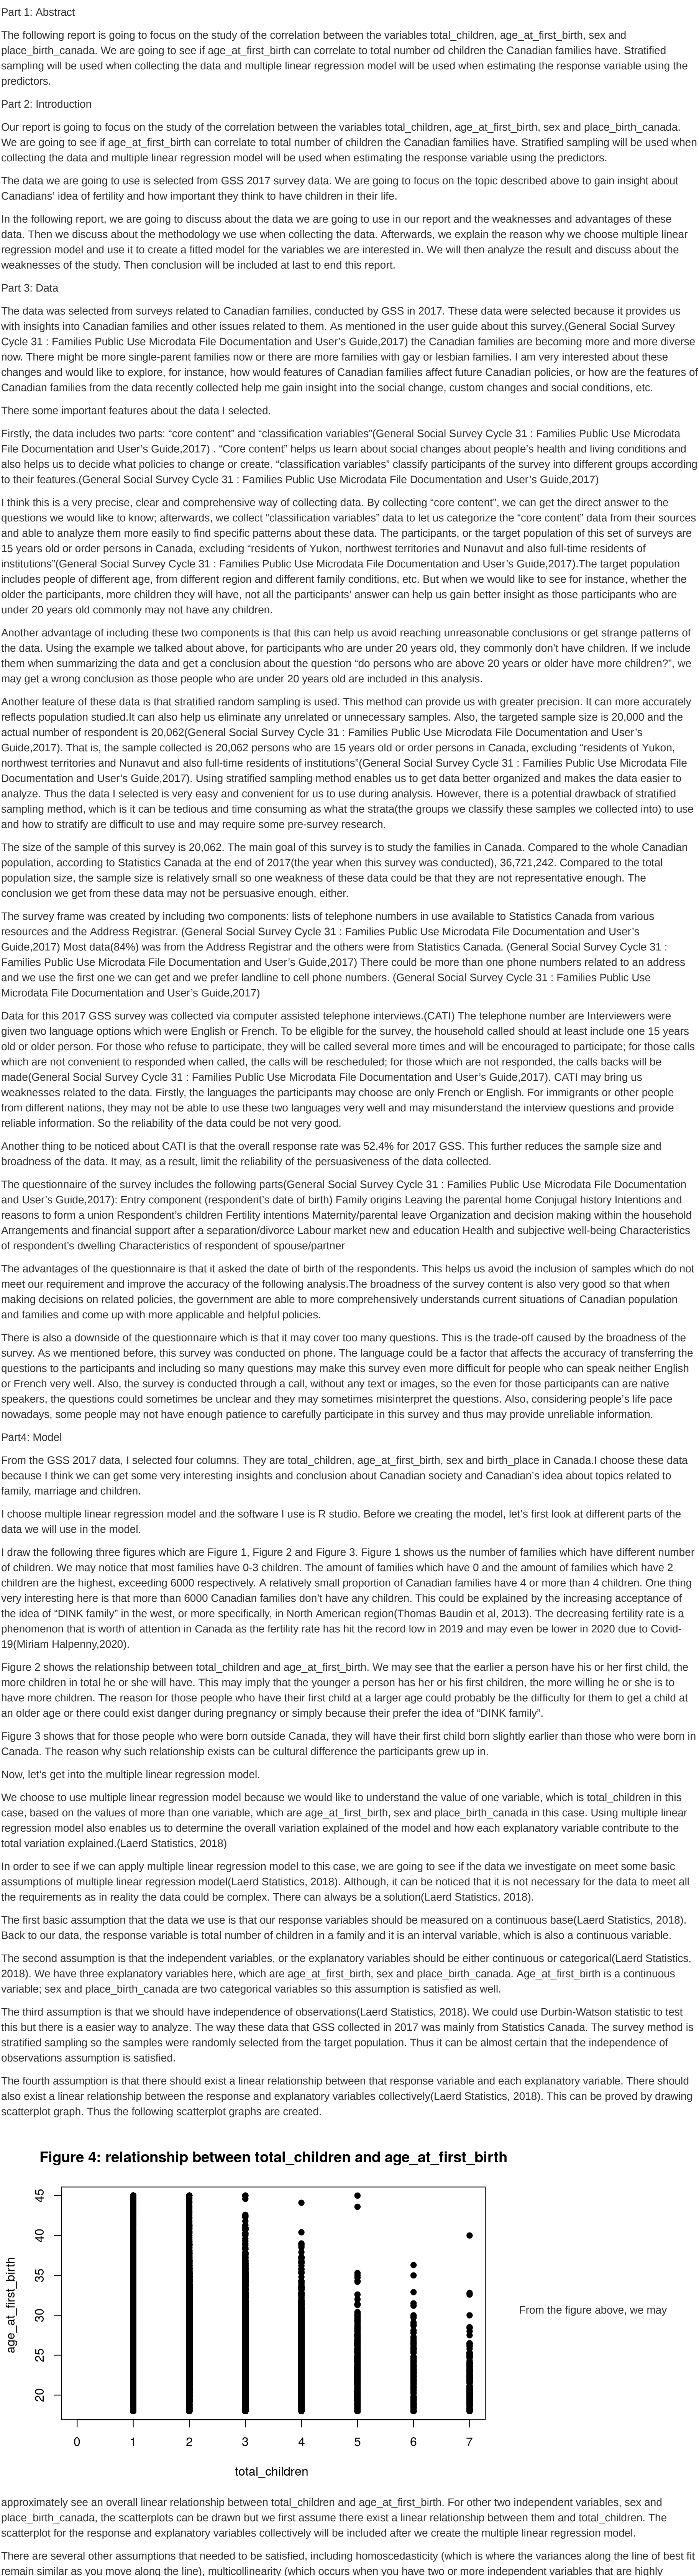 Part 1: Abstract
The following report is going to focus on the study of the correlation between the variables total_children, age_at_first_birth, sex and
place_birth_canada. We are going to see if age_at_first_birth can correlate to total number od children the Canadian families have. Stratified
sampling will be used when collecting the data and multiple linear regression model will be used when estimating the response variable using the
predictors.
Part 2: Introduction
Our report is going to focus on the study of the correlation between the variables total_children, age_at_first_birth, sex and place_birth_canada.
We are going to see if age_at_first_birth can correlate to total number of children the Canadian families have. Stratified sampling will be used when
collecting the data and multiple linear regression model will be used when estimating the response variable using the predictors.
The data we are going to use is selected from GSS 2017 survey data. We are going to focus on the topic described above to gain insight about
Canadians' idea of fertility and how important they think to have children in their life.
In the following report, we are going to discuss about the data we are going to use in our report and the weaknesses and advantages of these
data. Then we discuss about the methodology we use when collecting the data. Afterwards, we explain the reason why we choose multiple linear
regression model and use it to create a fitted model for the variables we are interested in. We will then analyze the result and discuss about the
weaknesses of the study. Then conclusion will be included at last to end this report.
Part 3: Data
The data was selected from surveys related to Canadian families, conducted by GSS in 2017. These data were selected because it provides us
with insights into Canadian families and other issues related to them. As mentioned in the user guide about this survey,(General Social Survey
Cycle 31 : Families Public Use Microdata File Documentation and User's Guide,2017) the Canadian families are becoming more and more diverse
now. There might be more single-parent families now or there are more families with gay or lesbian families. I am very interested about these
changes and would like to explore, for instance, how would features of Canadian families affect future Canadian policies, or how are the features of
Canadian families from the data recently collected help me gain insight into the social change, custom changes and social conditions, etc.
There some important features about the data I selected.
Firstly, the data includes two parts: “core content” and “classification variables”(General Social Survey Cycle 31 : Families Public Use Microdata
File Documentation and User's Guide,2017) . “Core content” helps us learn about social changes about people's health and living conditions and
also helps us to decide what policies to change or create. “classification variables” classify participants of the survey into different groups according
to their features.(General Social Survey Cycle 31 : Families Public Use Microdata File Documentation and User's Guide,2017)
I think this is a very precise, clear and comprehensive way of collecting data. By collecting “core content”, we can get the direct answer to the
questions we would like to know; afterwards, we collect “classification variables” data to let us categorize the “core content” data from their sources
and able to analyze them more easily to find specific patterns about these data. The participants, or the target population of this set of surveys are
15 years old or order persons in Canada, excluding “residents of Yukon, northwest territories and Nunavut and also full-time residents of
institutions”(General Social Survey Cycle 31 : Families Public Use Microdata File Documentation and User's Guide,2017).The target population
includes people of different age, from different region and different family conditions, etc. But when we would like to see for instance, whether the
older the participants, more children they will have, not all the participants' answer can help us gain better insight as those participants who are
under 20 years old commonly may not have any children.
Another advantage of including these two components is that this can help us avoid reaching unreasonable conclusions or get strange patterns of
the data. Using the example we talked about above, for participants who are under 20 years old, they commonly don't have children. If we include
them when summarizing the data and get a conclusion about the question “do persons who are above 20 years or older have more children?”, we
may get a wrong conclusion as those people who are under 20 years old are included in this analysis.
Another feature of these data is that stratified random sampling is used. This method can provide us with greater precision. It can more accurately
reflects population studied.It can also help us eliminate any unrelated or unnecessary samples. Also, the targeted sample size is 20,000 and the
actual number of respondent is 20,062(General Social Survey Cycle 31 : Families Public Use Microdata File Documentation and User's
Guide,2017). That is, the sample collected is 20,062 persons who are 15 years old or order persons in Canada, excluding “residents of Yukon,
northwest territories and Nunavut and also full-time residents of institutions”(General Social Survey Cycle 31 : Families Public Use Microdata File
Documentation and User's Guide,2017). Using stratified sampling method enables us to get data better organized and makes the data easier to
analyze. Thus the data I selected is very easy and convenient for us to use during analysis. However, there is a potential drawback of stratified
sampling method, which is it can be tedious and time consuming as what the strata(the groups we classify these samples we collected into) to use
and how to stratify are difficult to use and may require some pre-survey research.
The size of the sample of this survey is 20,062. The main goal of this survey is to study the families in Canada. Compared to the whole Canadian
population, according to Statistics Canada at the end of 2017(the year when this survey was conducted), 36,721,242. Compared to the total
population size, the sample size is relatively small so one weakness of these data could be that they are not representative enough. The
conclusion we get from these data may not be persuasive enough, either.
The survey frame was created by including two components: lists of telephone numbers in use available to Statistics Canada from various
resources and the Address Registrar. (General Social Survey Cycle 31 : Families Public Use Microdata File Documentation and User's
Guide,2017) Most data(84%) was from the Address Registrar and the others were from Statistics Canada. (General Social Survey Cycle 31 :
Families Public Use Microdata File Documentation and User's Guide,2017) There could be more than one phone numbers related to an address
and we use the first one we can get and we prefer landline to cell phone numbers. (General Social Survey Cycle 31 : Families Public Use
Microdata File Documentation and User's Guide,2017)
Data for this 2017 GSS survey was collected via computer assisted telephone interviews.(CATI) The telephone number are Interviewers were
given two language options which were English or French. To be eligible for the survey, the household called should at least include one 15 years
old or older person. For those who refuse to participate, they will be called several more times and will be encouraged to participate; for those calls
which are not convenient to responded when called, the calls will be rescheduled; for those which are not responded, the calls backs will be
made(General Social Survey Cycle 31 : Families Public Use Microdata File Documentation and User's Guide,2017). CATI may bring us
weaknesses related to the data. Firstly, the languages the participants may choose are only French or English. For immigrants or other people
from different nations, they may not be able to use these two languages very well and may misunderstand the interview questions and provide
reliable information. So the reliability of the data could be not very good.
Another thing to be noticed about CATI is that the overall response rate was 52.4% for 2017 GSS. This further reduces the sample size and
broadness of the data. It may, as a result, limit the reliability of the persuasiveness of the data collected.
The questionnaire of the survey includes the following parts(General Social Survey Cycle 31 : Families Public Use Microdata File Documentation
and User's Guide,2017): Entry component (respondent's date of birth) Family origins Leaving the parental home Conjugal history Intentions and
reasons to form a union Respondent's children Fertility intentions Maternity/parental leave Organization and decision making within the household
Arrangements and financial support after a separation/divorce Labour market new and education Health and subjective well-being Characteristics
of respondent's dwelling Characteristics of respondent of spouse/partner
The advantages of the questionnaire is that it asked the date of birth of the respondents. This helps us avoid the inclusion of samples which do not
meet our requirement and improve the accuracy of the following analysis.The broadness of the survey content is also very good so that when
making decisions on related policies, the government are able to more comprehensively understands current situations of Canadian population
and families and come up with more applicable and helpful policies.
There is also a downside of the questionnaire which is that it may cover too many questions. This is the trade-off caused by the broadness of the
survey. As we mentioned before, this survey was conducted on phone. The language could be a factor that affects the accuracy of transferring the
questions to the participants and including so many questions may make this survey even more difficult for people who can speak neither English
or French very well. Also, the survey is conducted through a call, without any text or images, so the even for those participants can are native
speakers, the questions could sometimes be unclear and they may sometimes misinterpret the questions. Also, considering people's life pace
nowadays, some people may not have enough patience to carefully participate in this survey and thus may provide unreliable information.
Part4: Model
From the GSS 2017 data, I selected four columns. They are total_children, age_at_first_birth, sex and birth_place in Canada.I choose these data
because I think we can get some very interesting insights and conclusion about Canadian society and Canadian's idea about topics related to
family, marriage and children.
I choose multiple linear regression model and the software I use is R studio. Before we creating the model, let's first look at different parts of the
data we will use in the model.
I draw the following three figures which are Figure 1, Figure 2 and Figure 3. Figure 1 shows us the number of families which have different number
of children. We may notice that most families have 0-3 children. The amount of families which have 0 and the amount of families which have 2
children are the highest, exceeding 6000 respectively. A relatively small proportion of Canadian families have 4 or more than 4 children. One thing
very interesting here is that more than 6000 Canadian families don't have any children. This could be explained by the increasing acceptance of
the idea of “DINK family” in the west, or more specifically, in North American region(Thomas Baudin et al, 2013). The decreasing fertility rate is a
phenomenon that is worth of attention in Canada as the fertility rate has hit the record low in 2019 and may even be lower in 2020 due to Covid-
19(Miriam Halpenny,2020).
Figure 2 shows the relationship between total_children and age_at_first_birth. We may see that the earlier a person have his or her first child, the
more children in total he or she will have. This may imply that the younger a person has her or his first children, the more willing he or she is to
have more children. The reason for those people who have their first child at a larger age could probably be the difficulty for them to get a child at
an older age or there could exist danger during pregnancy or simply because their prefer the idea of “DINK family”.
Figure 3 shows that for those people who were born outside Canada, they will have their first child born slightly earlier than those who were born in
Canada. The reason why such relationship exists can be cultural difference the participants grew up in.
Now, let's get into the multiple linear regression model.
We choose to use multiple linear regression model because we would like to understand the value of one variable, which is total_children in this
case, based on the values of more than one variable, which are age_at_first_birth, sex and place_birth_canada in this case. Using multiple linear
regression model also enables us to determine the overall variation explained of the model and how each explanatory variable contribute to the
total variation explained.(Laerd Statistics, 2018)
In order to see if we can apply multiple linear regression model to this case, we are going to see if the data we investigate on meet some basic
assumptions of multiple linear regression model(Laerd Statistics, 2018). Although, it can be noticed that it is not necessary for the data to meet all
the requirements as in reality the data could be complex. There can always be a solution(Laerd Statistics, 2018).
The first basic assumption that the data we use is that our response variables should be measured on a continuous base(Laerd Statistics, 2018).
Back to our data, the response variable is total number of children in a family and it is an interval variable, which is also a continuous variable.
The second assumption is that the independent variables, or the explanatory variables should be either continuous or categorical(Laerd Statistics,
2018). We have three explanatory variables here, which are age_at_first_birth, sex and place_birth_canada. Age_at_first_birth is a continuous
variable; sex and place_birth_canada are two categorical variables so this assumption is satisfied as well.
The third assumption is that we should have independence of observations(Laerd Statistics, 2018). We could use Durbin-Watson statistic to test
this but there is a easier way to analyze. The way these data that GSS collected in 2017 was mainly from Statistics Canada. The survey method is
stratified sampling so the samples were randomly selected from the target population. Thus it can be almost certain that the independence of
observations assumption is satisfied.
The fourth assumption is that there should exist a linear relationship between that response variable and each explanatory variable. There should
also exist a linear relationship between the response and explanatory variables collectively(Laerd Statistics, 2018). This can be proved by drawing
scatterplot graph. Thus the following scatterplot graphs are created.
Figure 4: relationship between total_children and age_at_first_birth
45
40
35
30
25
20
age_at_first_birth
0 1 2 3 4 5 6 7
total_children
From the figure above, we may
approximately see an overall linear relationship between total_children and age_at_first_birth. For other two independent variables, sex and
place_birth_canada, the scatterplots can be drawn but we first assume there exist a linear relationship between them and total_children. The
scatterplot for the response and explanatory variables collectively will be included after we create the multiple linear regression model.
There are several other assumptions that needed to be satisfied, including homoscedasticity (which is where the variances along the line of best fit
remain similar as you move along the line), multicollinearity (which occurs when you have two or more independent variables that are highly